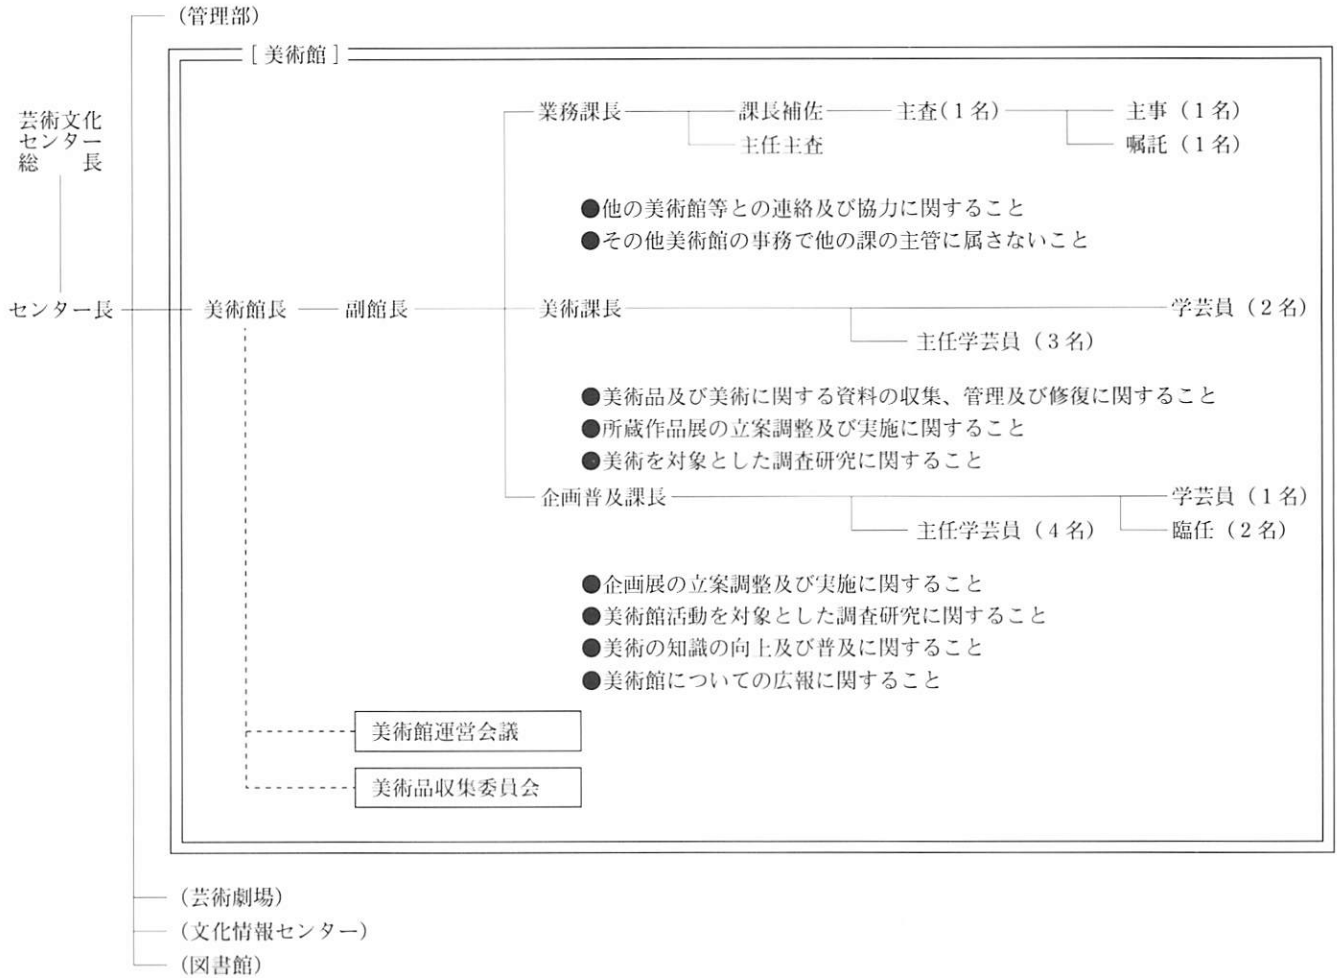 （管理部）
［ 美術館 ］
芸術文化
センター
総　　長
業務課長
課長補佐
主査（1名）
主事（1名）
主任主査
嘱託（1名）
●他の美術館等との連絡及び協力に関すること
●その他美術館の事務で他の課の主管に属さないこと
センター長
美術館長
副館長
美術課長
学芸員（2名）
主任学芸員（3名）
●美術品及び美術に関する資料の収集、管理及び修復に関すること
●所蔵作品展の立案調整及び実施に関すること
●美術を対象とした調査研究に関すること
企画普及課長
学芸員（1名）
主任学芸員（4名）
臨任（2名）
●企画展の立案調整及び実施に関すること
●美術館活動を対象とした調査研究に関すること
●美術の知識の向上及び普及に関すること
●美術館についての広報に関すること
美術館運営会議
美術品収集委員会
（芸術劇場）
（文化情報センター）
（図書館）